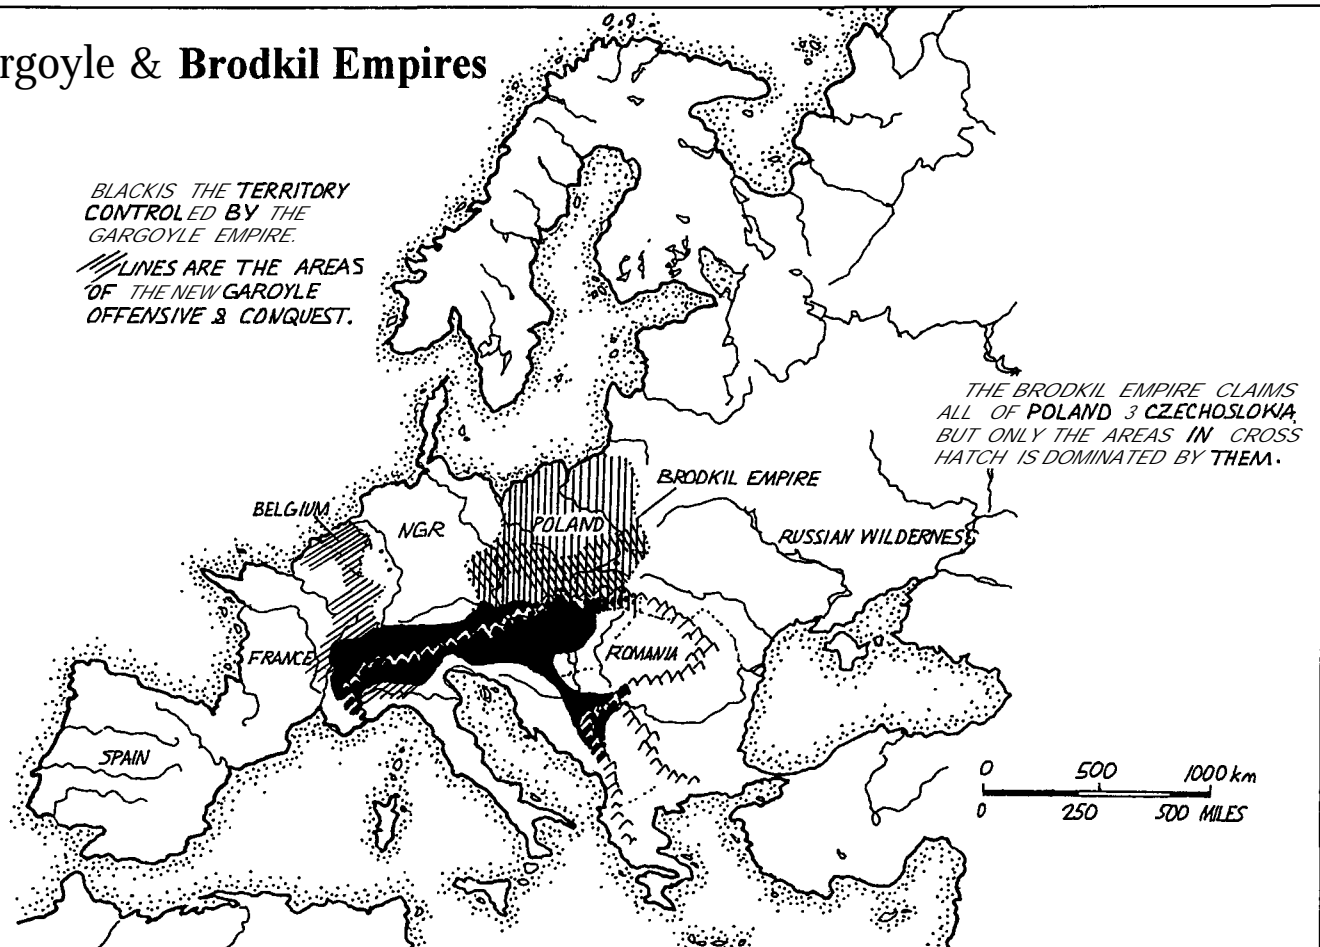 rgoyle & Brodkil Empires
BLACKIS THE TERRITORY
CONTROLED BY THE
GARGOYLE EMPIRE.
LINES ARE THE AREAS
OF THE NEW GAROYLE
OFFENSIVE & CONQUEST.
THE BRODKIL EMPIRE CLAIMS
ALL OF POLAND 3 CZECHOSLOKIA,
BUT ONLY THE AREAS IN CROSS
HATCH IS DOMINATED BY THEM.
BRODKIL EMPIRE
BELGIUM
NGR
POLAND
RUSSIAN WILDERNESS
FRANCE
ROMANIA
SPAIN
0 500 1000 km
0 250 500 MILES